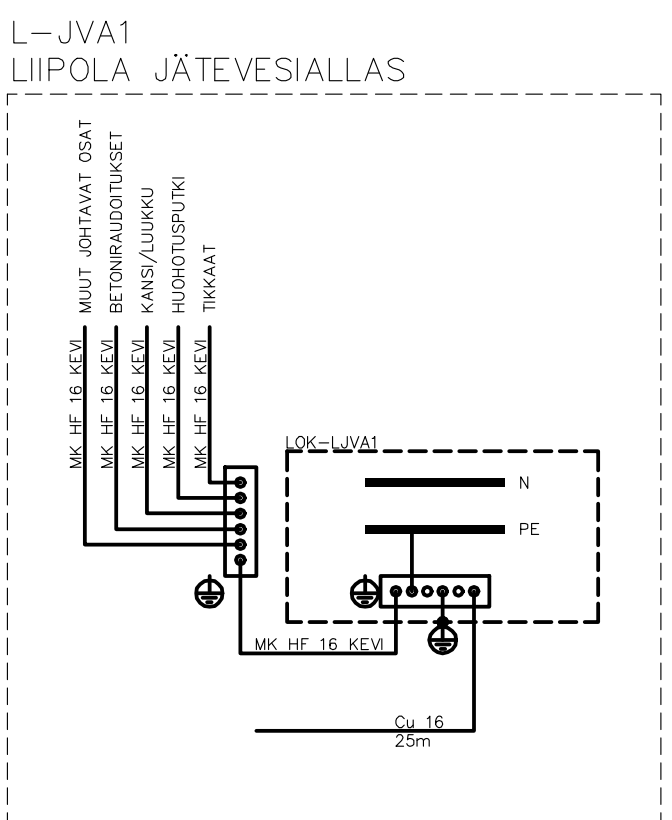 L-JVA1
LIIPOLA JÄTEVESIALLAS
MUUT JOHTAVAT OSAT
BETONIRAUDOITUKSET
KANSI/LUUKKU
HUOHOTUSPUTKI
TIKKAAT
MK HF 16 KEVI
MK HF 16 KEVI
MK HF 16 KEVI
MK HF 16 KEVI
MK HF 16 KEVI
LOK-LJVA1
N
PE
MK HF 16 KEVI
Cu 16
25m